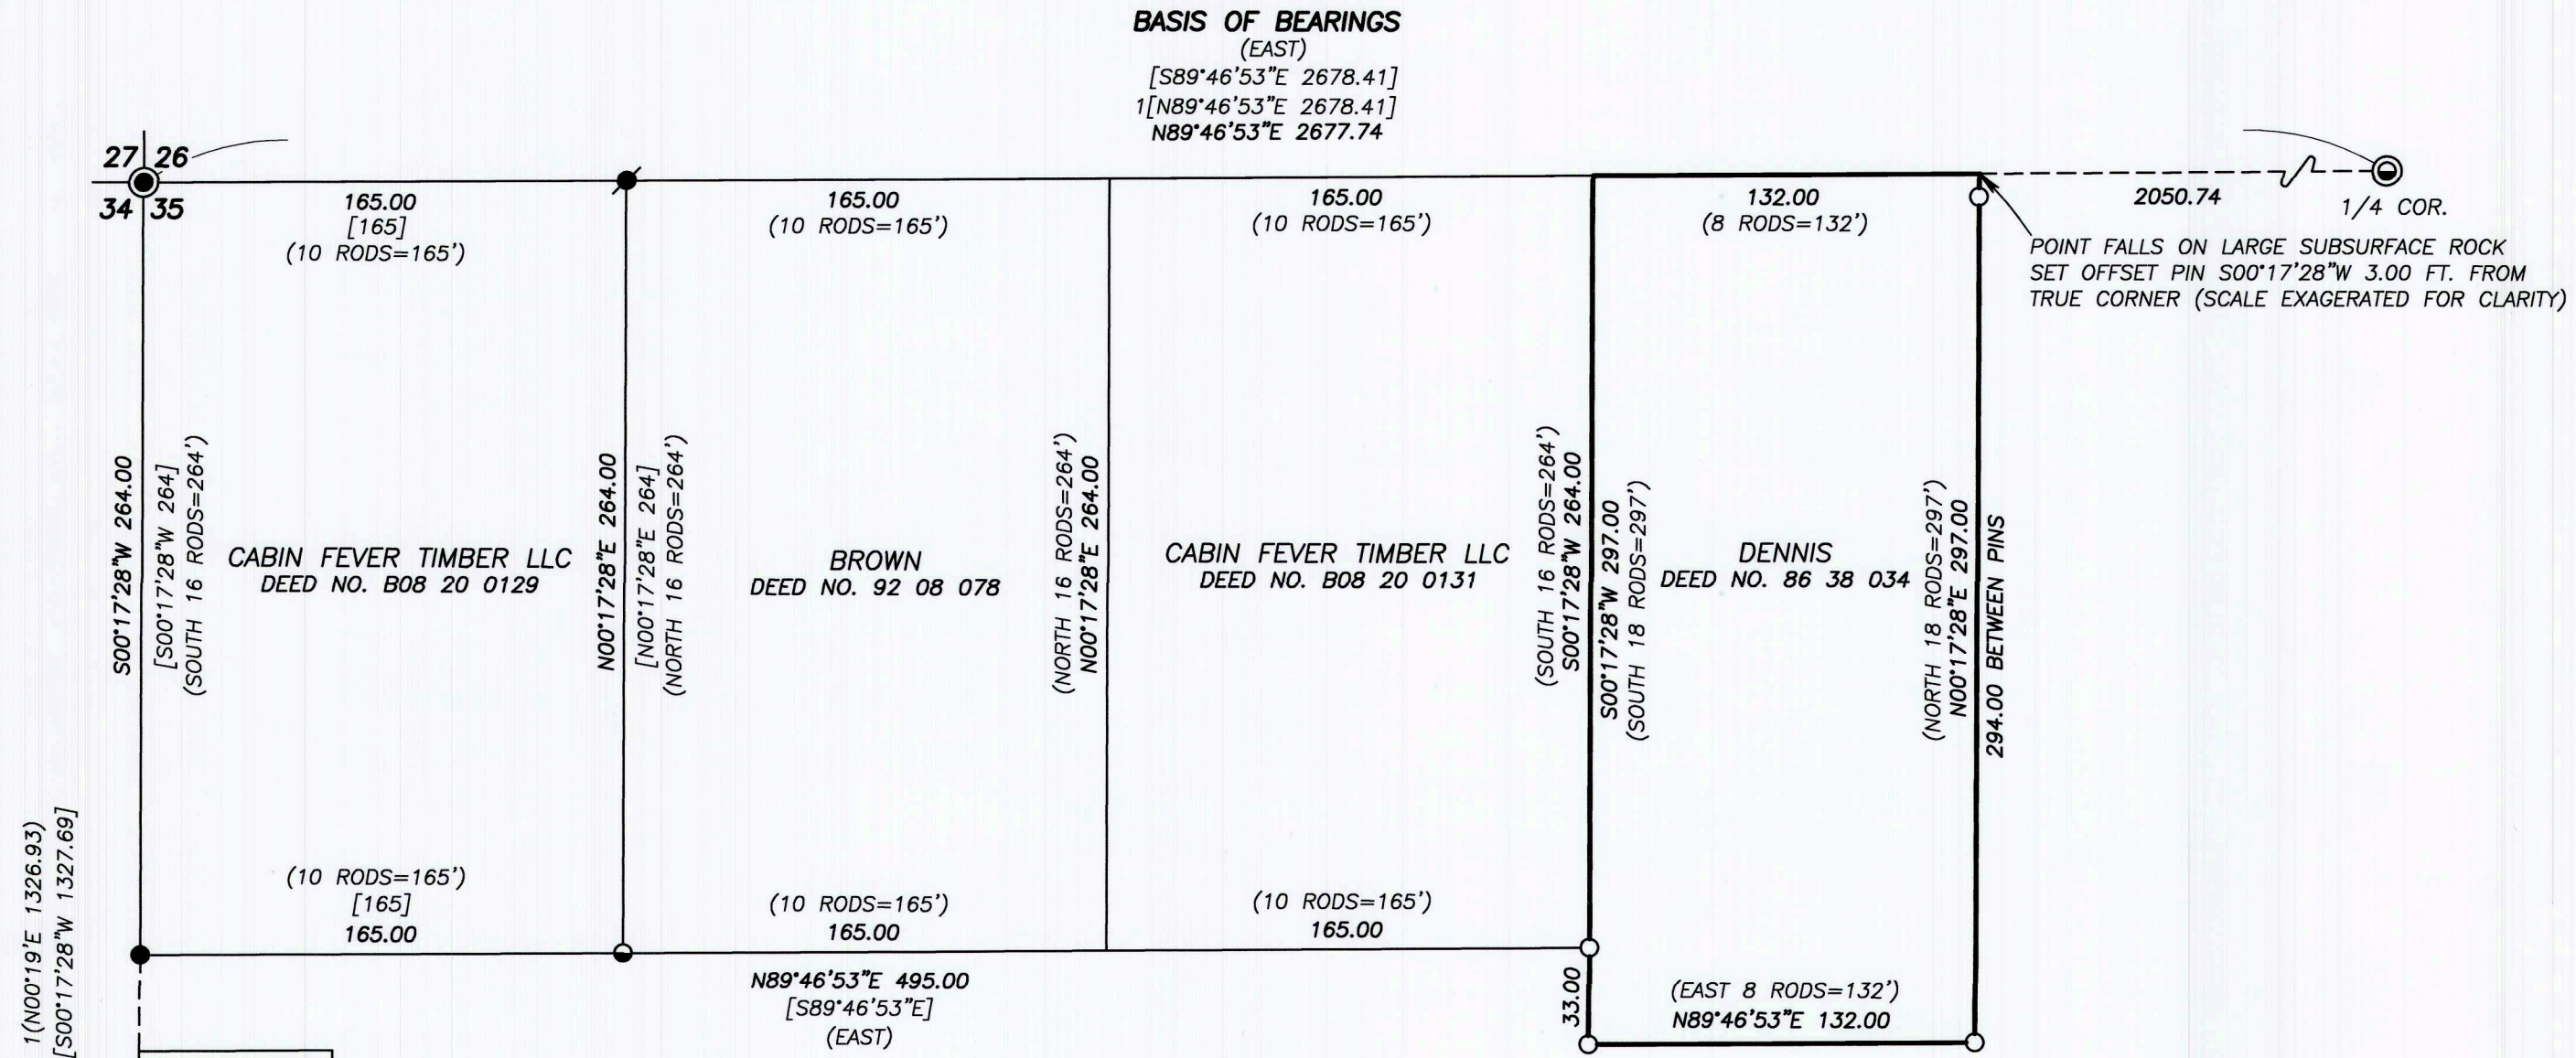 BASIS OF BEARINGS
(EAST)
[S89°46'53"E 2678.41]
1[N89°46'53"E 2678.41]
N89°46'53"E 2677.74
27 26
34 35
165.00
[165]
(10 RODS=165')
165.00
(10 RODS=165')
165.00
(10 RODS=165')
132.00
(8 RODS=132')
2050.74
1/4 COR.
POINT FALLS ON LARGE SUBSURFACE ROCK
SET OFFSET PIN S00°17'28"W 3.00 FT. FROM
TRUE CORNER (SCALE EXAGERATED FOR CLARITY)
S00°17'28"W 264.00
[S00°17'28"W 264]
(SOUTH 16 RODS=264')
CABIN FEVER TIMBER LLC
DEED NO. B08 20 0129
N00°17'28"E 264.00
[N00°17'28"E 264]
(NORTH 16 RODS=264')
BROWN
DEED NO. 92 08 078
(NORTH 16 RODS=264')
N00°17'28"E 264.00
CABIN FEVER TIMBER LLC
DEED NO. B08 20 0131
(SOUTH 16 RODS=264')
S00°17'28"W 264.00
S00°17'28"W 297.00
(SOUTH 18 RODS=297')
DENNIS
DEED NO. 86 38 034
(NORTH 18 RODS=297')
N00°17'28"E 297.00
294.00 BETWEEN PINS
1(N00°19'E 1326.93)
[S00°17'28"W 1327.69]
(10 RODS=165')
[165]
165.00
(10 RODS=165')
165.00
(10 RODS=165')
165.00
N89°46'53"E 495.00
[S89°46'53"E]
(EAST)
33.00
(EAST 8 RODS=132')
N89°46'53"E 132.00